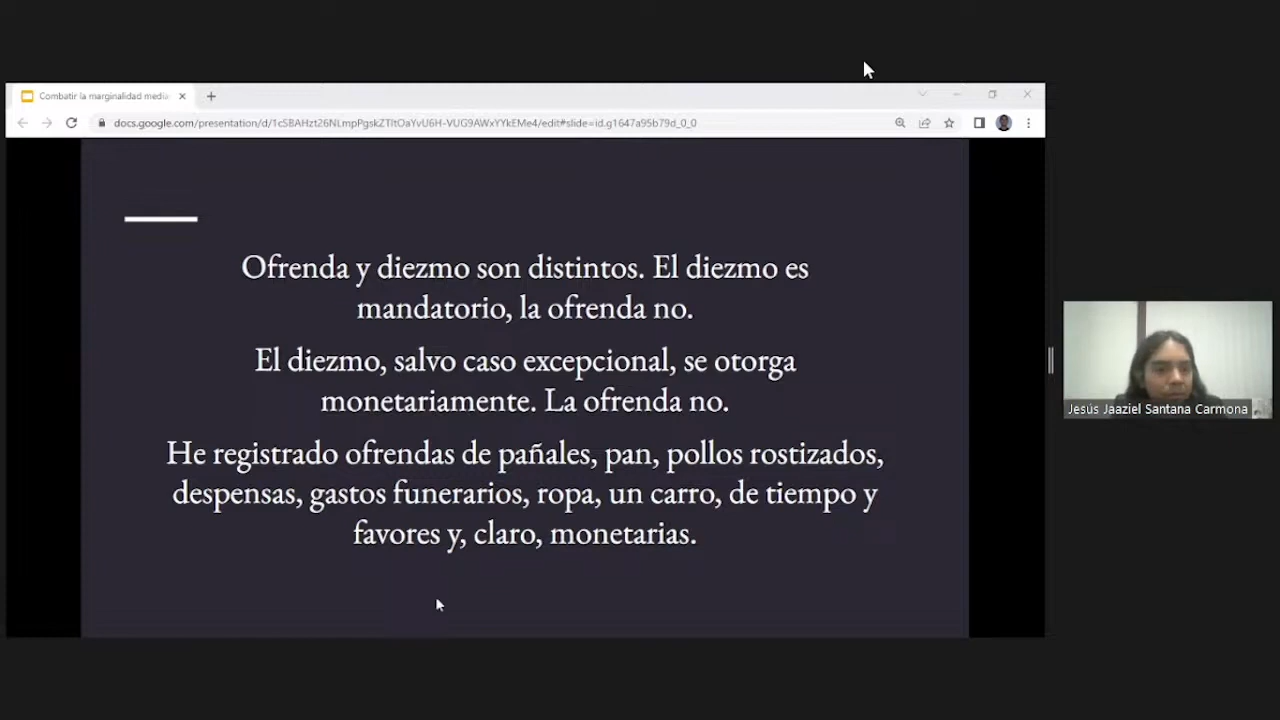 Combatir la marginalidad media
docs.google.com/presentation/d/1cSBAHzt26NLmpPgskZTltOaYvU6H-VUG9AWxYYkEMe4/edit#slide=id.g1647a95b79d_0_0
Ofrenda y diezmo son distintos. El diezmo es
mandatorio, la ofrenda no.
El diezmo, salvo caso excepcional, se otorga
monetariamente. La ofrenda no.
He registrado ofrendas de pañales, pan, pollos rostizados,
despensas, gastos funerarios, ropa, un carro, de tiempo y
favores y, claro, monetarias.
Jesús Jaaziel Santana Carmona